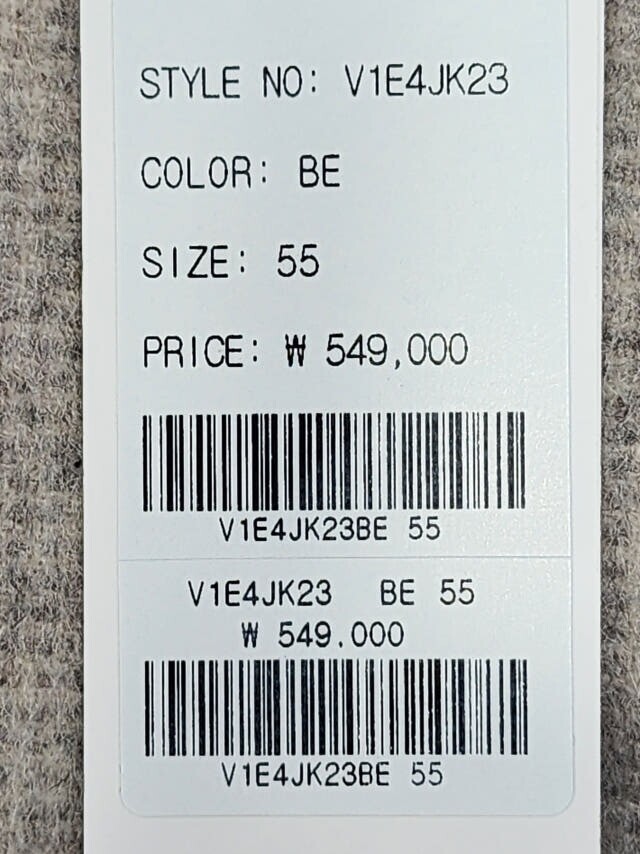 STYLE NO: V1E4JK23
COLOR: BE
SIZE: 55
PRICE: ₩ 549,000
V1E4JK23BE 55
V1E4JK23 BE 55
₩ 549.000
V1E4JK23BE 55